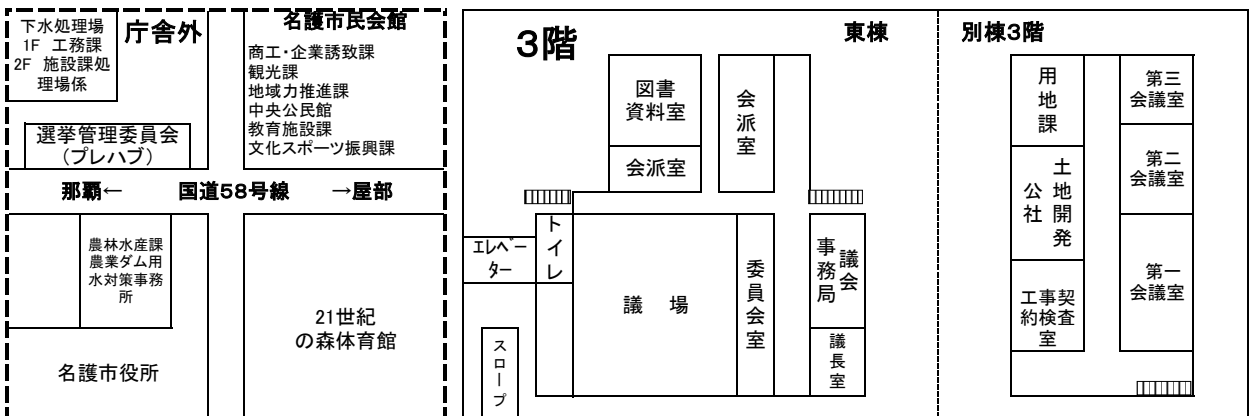 下水処理場
1F 工務課
2F 施設課処
理場係
庁舎外
選挙管理委員会
(プレハブ)
名護市民会館
商工・企業誘致課
観光課
地域力推進課
中央公民館
教育施設課
文化スポーツ振興課
那覇← 国道58号線 →屋部
農林水産課
農業ダム用
水対策事務
所
名護市役所
21世紀
の森体育館
3階
東棟
図書
資料室
会派室
会派室
トイレ
エレベー
ター
スロープ
議 場
委員会室
議会
事務局
議長室
別棟3階
用地課
土地開発
公社
工事契
約検査
室
第三
会議室
第二
会議室
第一
会議室